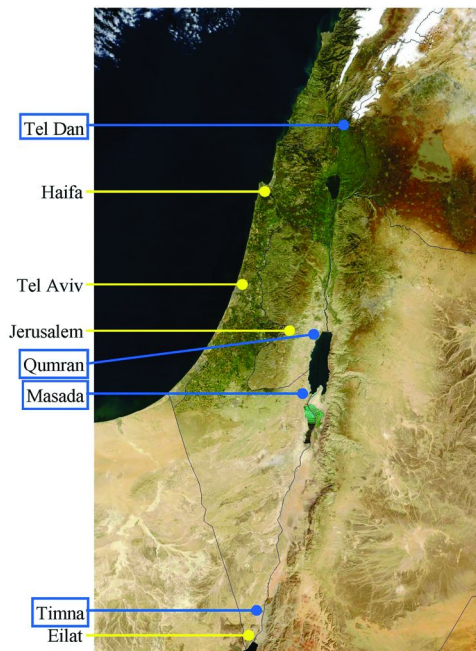 Tel Dan
Haifa
Tel Aviv
Jerusalem
Qumran
Masada
Timna
Eilat